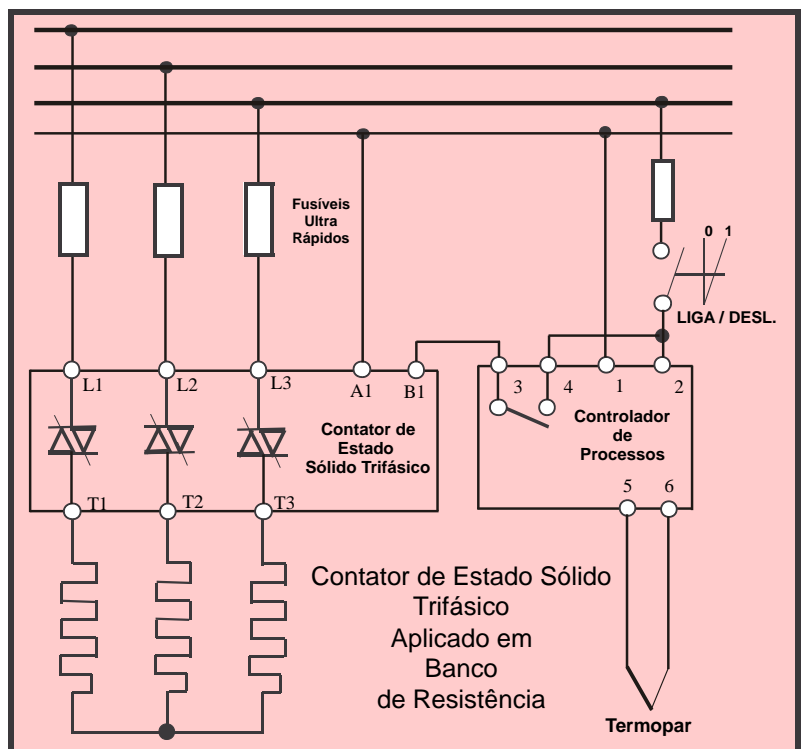 Fusíveis
Ultra
Rápidos
0 1
LIGA / DESL.
L1 L2 L3 A1 B1
3 4 1 2
Contator de
Estado
Sólido Trifásico
Controlador
de
Processos
5 6
T1 T2 T3
Contator de Estado Sólido
Trifásico
Aplicado em
Banco
de Resistência
Termopar